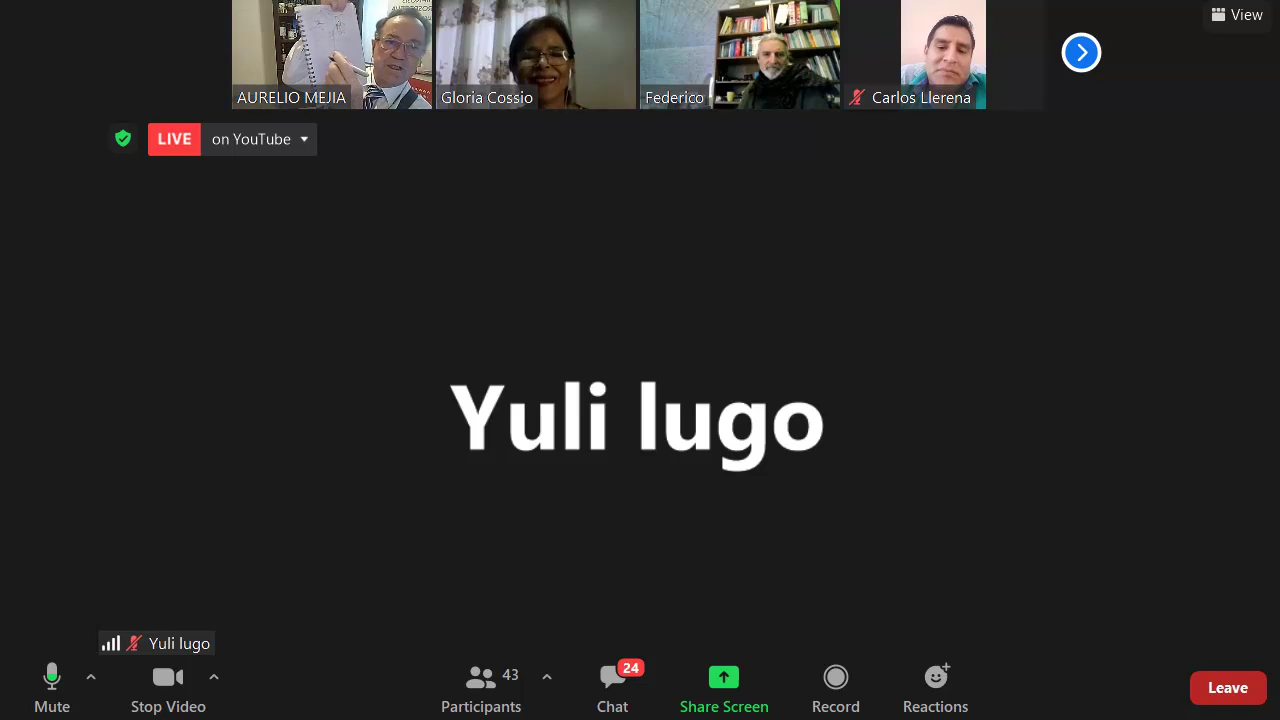 View
AURELIO MEJIA
Gloria Cossio
Federico
Carlos Llerena
LIVE on YouTube
Yuli lugo
Yuli lugo
Mute
Stop Video
43
Participants
24
Chat
Share Screen
Record
Reactions
Leave